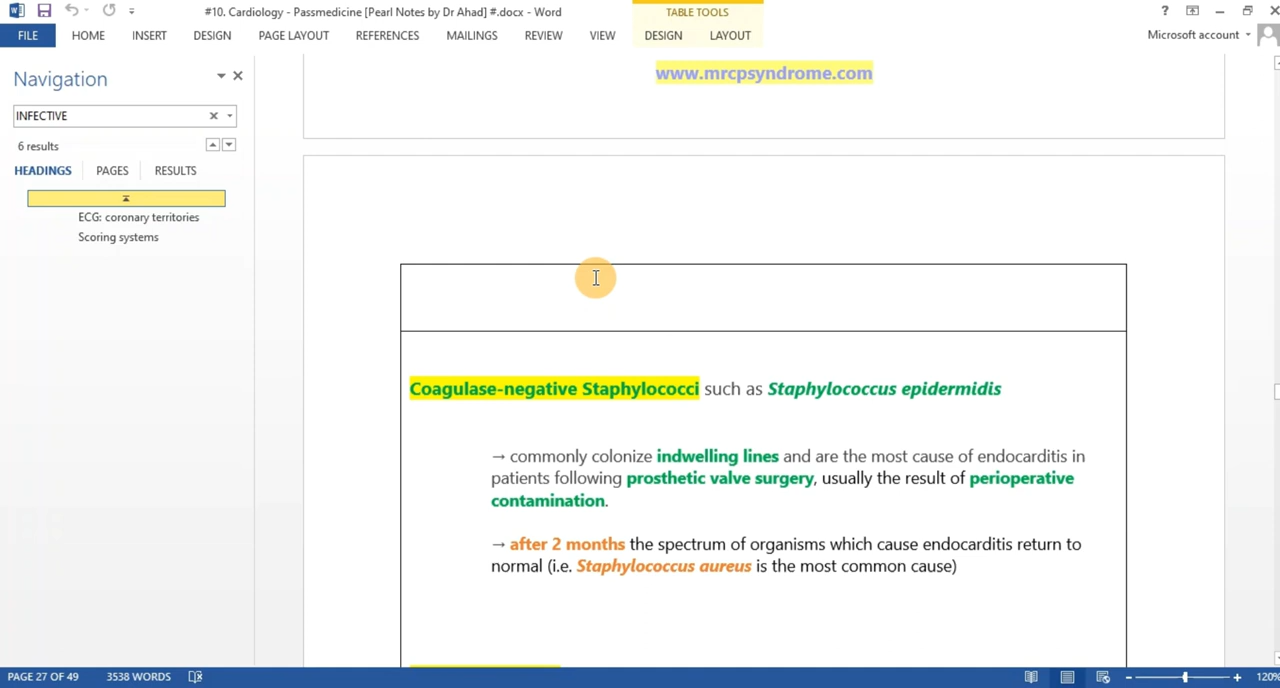 #10. Cardiology - Passmedicine [Pearl Notes by Dr Ahad] #.docx - Word
TABLE TOOLS
?
FILE HOME INSERT DESIGN PAGE LAYOUT REFERENCES MAILINGS REVIEW VIEW DESIGN LAYOUT Microsoft account
Navigation
INFECTIVE
6 results
HEADINGS PAGES RESULTS
ECG: coronary territories
Scoring systems
www.mrcpsyndrome.com
Coagulase-negative Staphylococci such as Staphylococcus epidermidis
→ commonly colonize indwelling lines and are the most cause of endocarditis in
patients following prosthetic valve surgery, usually the result of perioperative
contamination.
→ after 2 months the spectrum of organisms which cause endocarditis return to
normal (i.e. Staphylococcus aureus is the most common cause)
PAGE 27 OF 49 3538 WORDS 120%